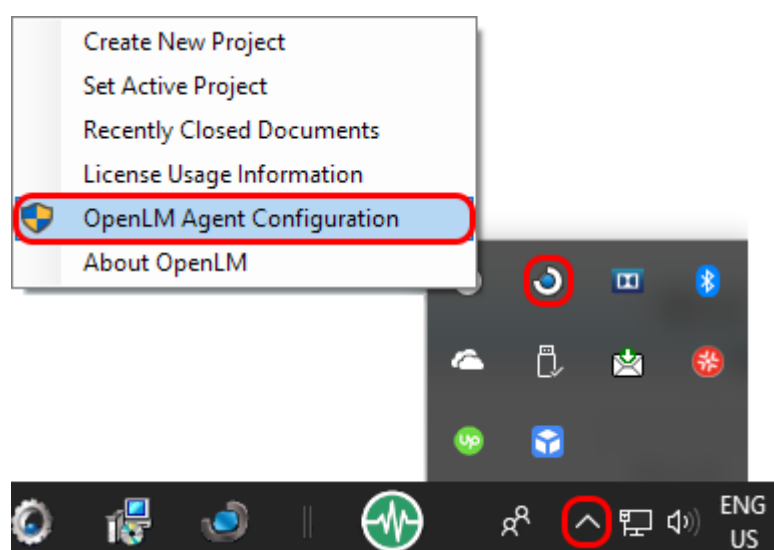 Create New Project
Set Active Project
Recently Closed Documents
License Usage Information
OpenLM Agent Configuration
About OpenLM
up
ENG
US